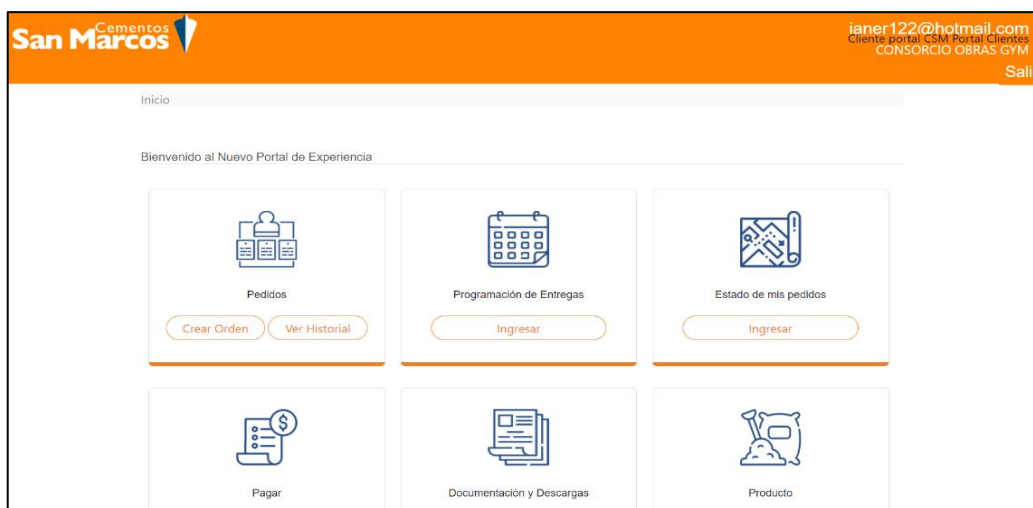 Cementos
San Marcos
ianer122@hotmail.com
Cliente portal CSM Portal Clientes
CONSORCIO OBRAS GYM
Sali
Inicio
Bienvenido al Nuevo Portal de Experiencia
Pedidos
Crear Orden
Ver Historial
Programación de Entregas
Ingresar
Estado de mis pedidos
Ingresar
Pagar
Documentación y Descargas
Producto